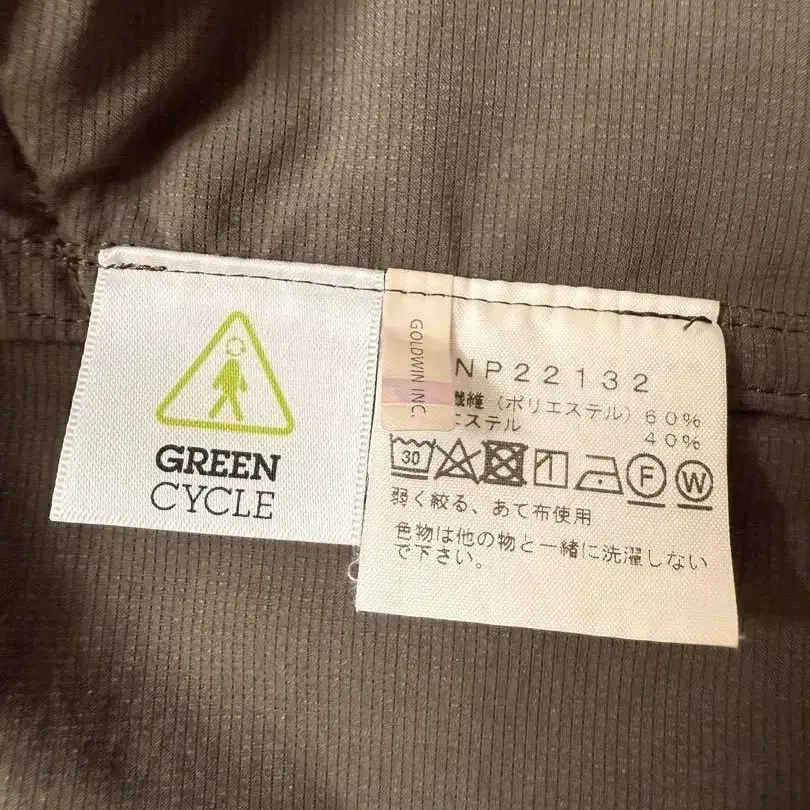 GREEN
CYCLE
GOLDWIN INC.
NP22132
繊維(ポリエステル)60%
エステル 40%
30 F W
弱く絞る、あて布使用
色物は他の物と一緒に洗濯しない
で下さい。